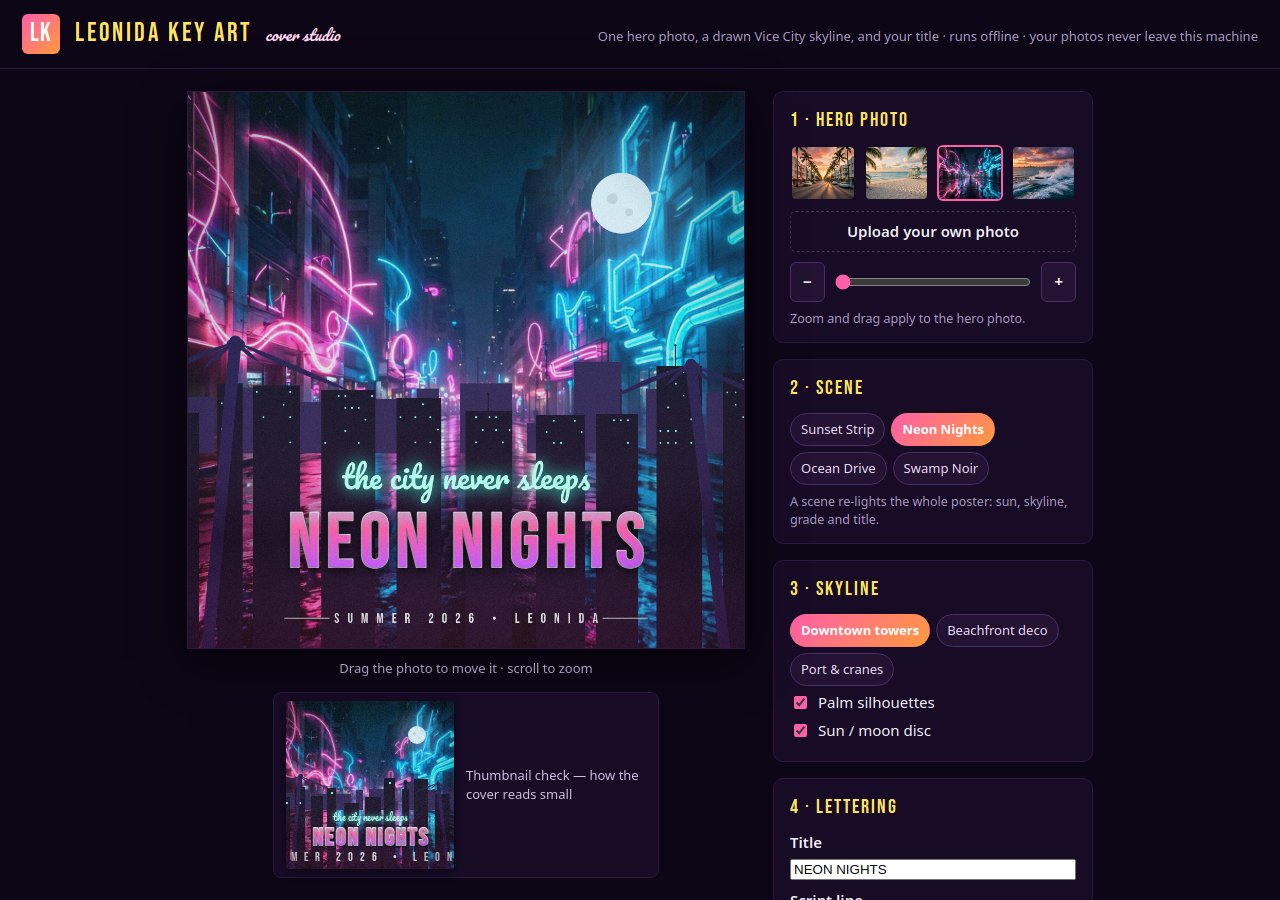 LK LEONIDA KEY ART cover studio
One hero photo, a drawn Vice City skyline, and your title · runs offline · your photos never leave this machine
the city never sleeps
NEON NIGHTS
SUMMER 2026 • LEONIDA
Drag the photo to move it · scroll to zoom
the city never sleeps
NEON NIGHTS
MER 2026 • LEON
Thumbnail check — how the
cover reads small
1 · HERO PHOTO
Upload your own photo
− +
Zoom and drag apply to the hero photo.
2 · SCENE
Sunset Strip Neon Nights
Ocean Drive Swamp Noir
A scene re-lights the whole poster: sun, skyline,
grade and title.
3 · SKYLINE
Downtown towers Beachfront deco
Port & cranes
Palm silhouettes
Sun / moon disc
4 · LETTERING
Title
NEON NIGHTS
Script line